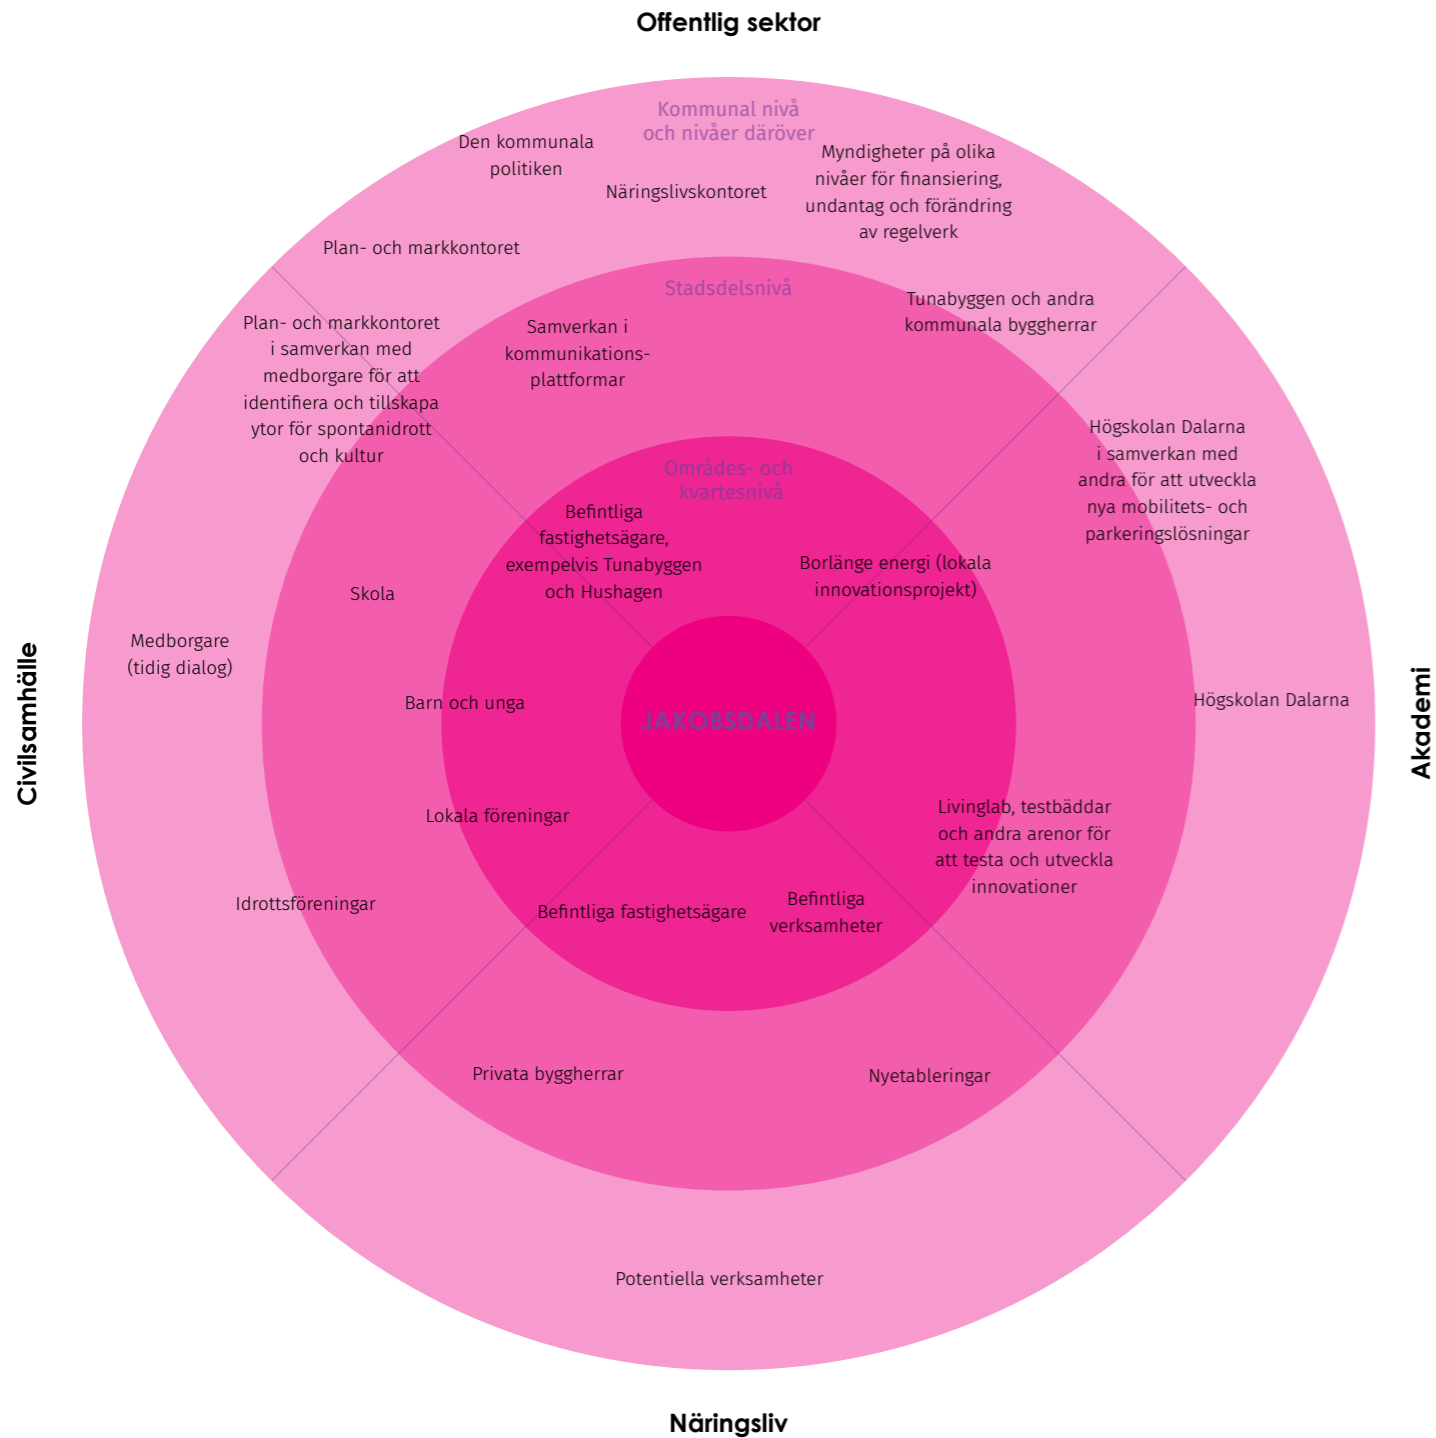 Offentlig sektor
Kommunal nivå
och nivåer däröver
Den kommunala
politiken
Näringslivskontoret
Myndigheter på olika
nivåer för finansiering,
undantag och förändring
av regelverk
Plan- och markkontoret
Stadsdelsnivå
Tunabyggen och andra
kommunala byggherrar
Plan- och markkontoret
i samverkan med
medborgare för att
identifiera och tillskapa
ytor för spontanidrott
och kultur
Samverkan i
kommunikations-
plattformar
Högskolan Dalarna
i samverkan med
andra för att utveckla
nya mobilitets- och
parkeringslösningar
Områdes- och
kvartesnivå
Befintliga
fastighetsägare,
exempelvis Tunabyggen
och Hushagen
Borlänge energi (lokala
innovationsprojekt)
Skola
Medborgare
(tidig dialog)
Civilsamhälle
Barn och unga
JAKOBSDALEN
Högskolan Dalarna
Akademi
Lokala föreningar
Livinglab, testbäddar
och andra arenor för
att testa och utveckla
innovationer
Idrottsföreningar
Befintliga fastighetsägare
Befintliga
verksamheter
Privata byggherrar
Nyetableringar
Potentiella verksamheter
Näringsliv